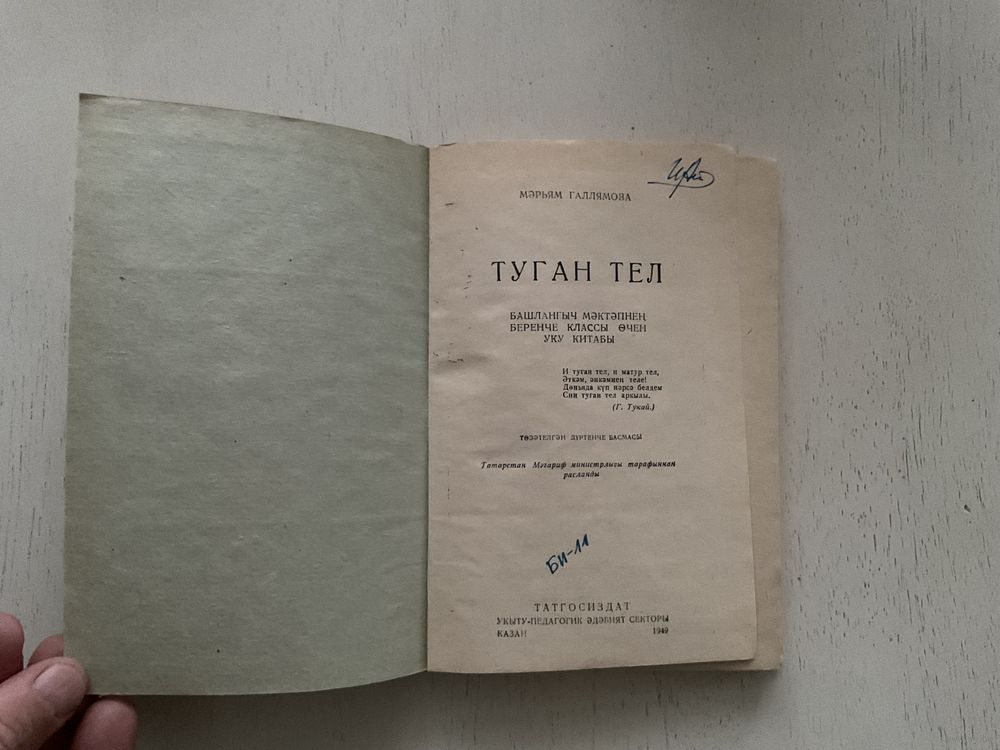 МӘРЬЯМ ГАЛЛЯМОВА
ТУГАН ТЕЛ
БАШЛАНГЫЧ МӘКТӘПНЕҢ
БЕРЕНЧЕ КЛАССЫ ӨЧЕН
УКУ КИТАБЫ
И туган тел, и матур тел,
Әткәм, әнкәмнең теле!
Дөньяда күп нәрсә белдем
Син туган тел аркылы.
(Г. Тукай.)
ТӨЗӘТЕЛГӘН ДҮРТЕНЧЕ БАСМАСЫ
Татарстан Мәгариф министрлыгы тарафыннан
расланды
БИ-11
ТАТГОСИЗДАТ
УКЫТУ-ПЕДАГОГИК ӘДӘБИЯТ СЕКТОРЫ
КАЗАН 1949